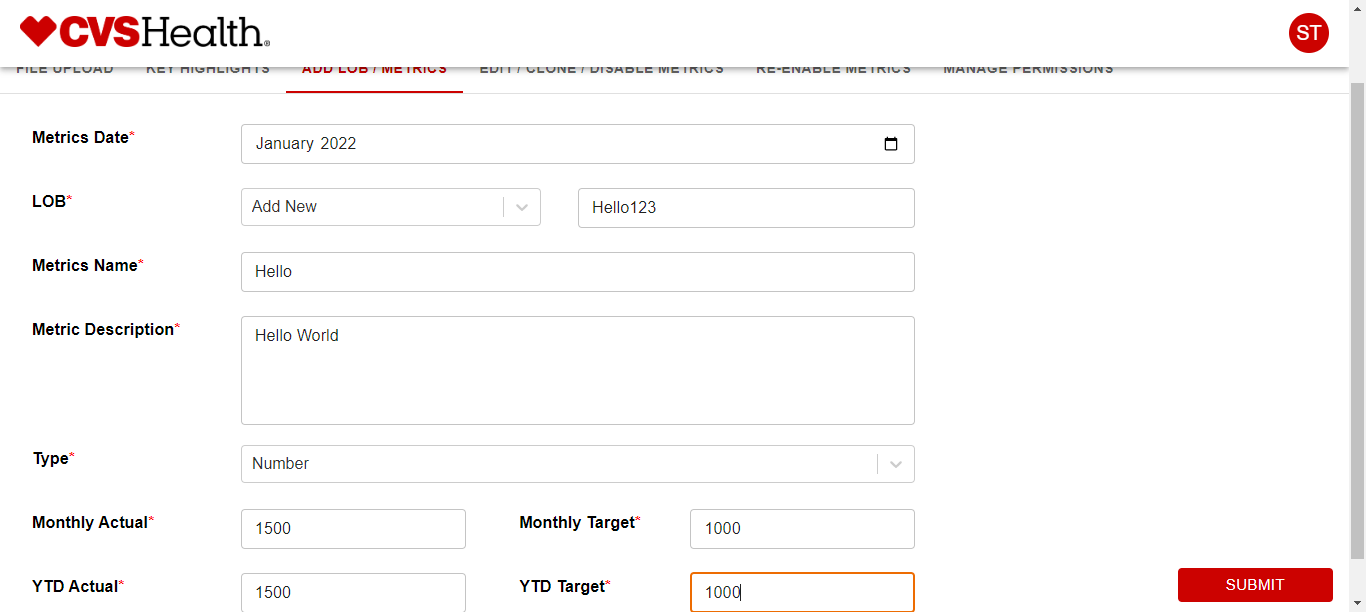 CVSHealth®
ST
FILE UPLOAD KEY HIGHLIGHTS ADD LOB / METRICS EDIT / CLONE / DISABLE METRICS RE-ENABLE METRICS MANAGE PERMISSIONS
Metrics Date* January 2022
LOB* Add New Hello123
Metrics Name* Hello
Metric Description* Hello World
Type* Number
Monthly Actual* 1500 Monthly Target* 1000
YTD Actual* 1500 YTD Target* 1000
SUBMIT